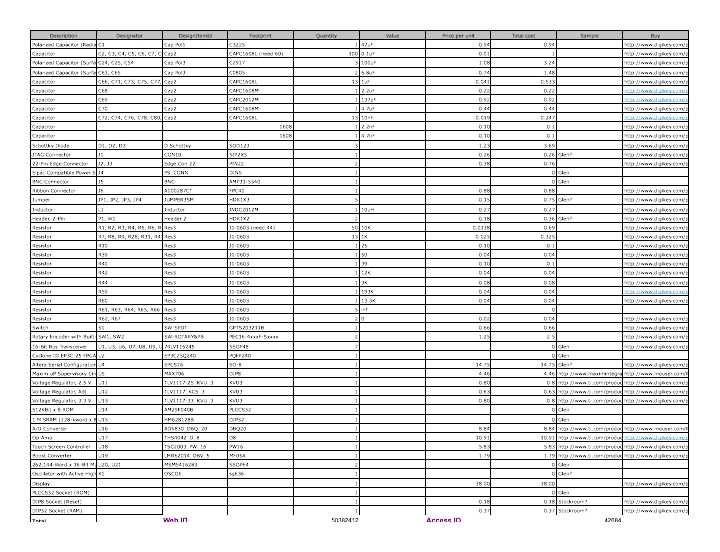 Description Designator DesignItemId Footprint Quantity Value Price per unit Total cost Sample Buy
Polarized Capacitor (Radia C1 Cap Pol1 C3225 1 47uF 0.94 0.94 http://www.digikey.com/p
Capacitor C2, C3, C4, C5, C6, C7, C Cap2 CAPC1608L (need 60) 100 0.1uF 0.01 1 http://www.digikey.com/p
Polarized Capacitor (Surfa C24, C25, C54 Cap Pol3 C2917 3 100uF 1.08 3.24 http://www.digikey.com/p
Polarized Capacitor (Surfa C63, C65 Cap Pol3 C0805 2 6.8uF 0.74 1.48 http://www.digikey.com/p
Capacitor C66, C71, C73, C75, C77, Cap2 CAPC1608L 13 1uF 0.041 0.533 http://www.digikey.com/p
Capacitor C68 Cap2 CAPC1608M 1 2.2uF 0.22 0.22 http://www.digikey.com/p
Capacitor C69 Cap2 CAPC2012M 1 0.92 0.92 http://www.digikey.com/p
Capacitor C70 Cap2 CAPC1608M 1 4.7uF 0.44 0.44 http://www.digikey.com/p
Capacitor C72, C74, C76, C78, C80, Cap2 CAPC1608L 13 10nF 0.019 0.247 http://www.digikey.com/p
Capacitor 1608 1 2.2nF 0.10 0.1 http://www.digikey.com/p
Capacitor 1608 1 4.7nF 0.10 0.1 http://www.digikey.com/p
Schottky Diode D1, D2, D3 D Schottky SOD123 3 1.23 3.69 http://www.digikey.com/p
JTAG Connector J1 CON10 SIP2X5 1 0.26 0.26 Glen? http://www.digikey.com/p
22-Pin Edge Connector J2, J3 Edge Con 22 PIN22 2 0.38 0.76 http://www.digikey.com/p
Elpac Compatible Power S J4 PS_CONN DIN5 1 0 Glen
BNC Connector J5 BNC AMP31-5540 1 0 Glen
Ribbon Connector J6 A100287CT FPC40 1 0.88 0.88 http://www.digikey.com/p
Jumper JP1, JP2, JP3, JP4 JUMPER3SM HDR1X3 5 0.15 0.75 Glen? http://www.digikey.com/p
Inductor L1 Inductor INDC2012M 1 10uH 0.27 0.27 http://www.digikey.com/p
Header, 2-Pin P1, W1 Header 2 HDR1X2 2 0.18 0.36 Glen? http://www.digikey.com/p
Resistor R1, R2, R3, R4, R5, R6, R Res3 J1-0603 (need 44) 50 10K 0.0138 0.69 http://www.digikey.com/p
Resistor R7, R8, R9, R28, R31, R4 Res3 J1-0603 13 1K 0.025 0.325 http://www.digikey.com/p
Resistor R10 Res3 J1-0603 1 25 0.10 0.1 http://www.digikey.com/p
Resistor R39 Res3 J1-0603 1 50 0.04 0.04 http://www.digikey.com/p
Resistor R40 Res3 J1-0603 1 39 0.10 0.1 http://www.digikey.com/p
Resistor R42 Res3 J1-0603 1 12K 0.04 0.04 http://www.digikey.com/p
Resistor R44 Res3 J1-0603 1 3K 0.08 0.08 http://www.digikey.com/p
Resistor R59 Res3 J1-0603 1 193K 0.04 0.04 http://www.digikey.com/p
Resistor R60 Res3 J1-0603 1 13.3K 0.04 0.04 http://www.digikey.com/p
Resistor R61, R63, R64, R65, R66 Res3 J1-0603 5 0
Resistor R62, R67 Res3 J1-0603 2 0 0.02 0.04 http://www.digikey.com/p
Switch S1 SW-SPDT GPTS203211B 1 0.66 0.66 http://www.digikey.com/p
Rotary Encoder with Built- SW1, SW2 SW-ROTARY&PB PEC16-4xxxF-Sxxxx 2 1.25 2.5 http://www.digikey.com/p
16-Bit Bus Transceiver U1, U3, U6, U7, U8, U9, U 74LVT16245 SSOP48 0 Glen
Cyclone III EP3C-25 FPGA U2 EP3C25Q240 PQFP240 1 0 Glen
Altera Serial Configuration U4 EPCS16 SO-8 1 14.75 14.75 Glen? http://www.digikey.com/p
Maxim uP Supervisory Circ U5 MAX706 DIP8 1 4.46 4.46 http://www.maximintegra http://www.mouser.com/P
Voltage Regulator, 2.5 V U11 TLV1117-25_KVU_3 KVU3 1 0.80 0.8 http://www.ti.com/produc http://www.digikey.com/p
Voltage Regulator, Adj U12 TLV1117_KCS_3 KVU3 1 0.63 0.63 http://www.ti.com/produc http://www.digikey.com/p
Voltage Regulator, 3.3 V U13 TLV1117-33_KVU_3 KVU3 1 0.80 0.8 http://www.ti.com/produc http://www.digikey.com/p
512KBit x 8 ROM U14 AM29F040B PLCC32 1 0 Glen
1 M SRAM (128-kword x 8 U15 HM628128B DIP32 1 0 Glen
A/D Converter U16 ADS830_DBQ_20 DBQ20 1 8.84 8.84 http://www.ti.com/produc http://www.mouser.com/P
Op-Amp U17 THS4042_D_8 D8 1 10.91 10.91 http://www.ti.com/produc http://www.digikey.com/p
Touch Screen Controller U18 TSC2003_PW_16 PW16 1 5.83 5.83 http://www.ti.com/produc http://www.digikey.com/p
Boost Converter U19 LMR62014_DBV_5 MF05A 1 1.79 1.79 http://www.ti.com/produc http://www.digikey.com/p
262,144-Word x 16-Bit M U20, U21 MSM541628J SSOP64 2 0 Glen
Oscillator with Active High X1 OSCOE sg636 1 0 Glen?
Display 1 38.00 38.00 http://www.digikey.com/p
PLCC32 Socket (ROM) 1 0 Glen
DIP8 Socket (Reset) 1 0.18 0.18 Stockroom? http://www.digikey.com/p
DIP32 Socket (RAM) 1 0.37 0.37 Stockroom? http://www.digikey.com/p
Total Web ID 50382412 Access ID 42684